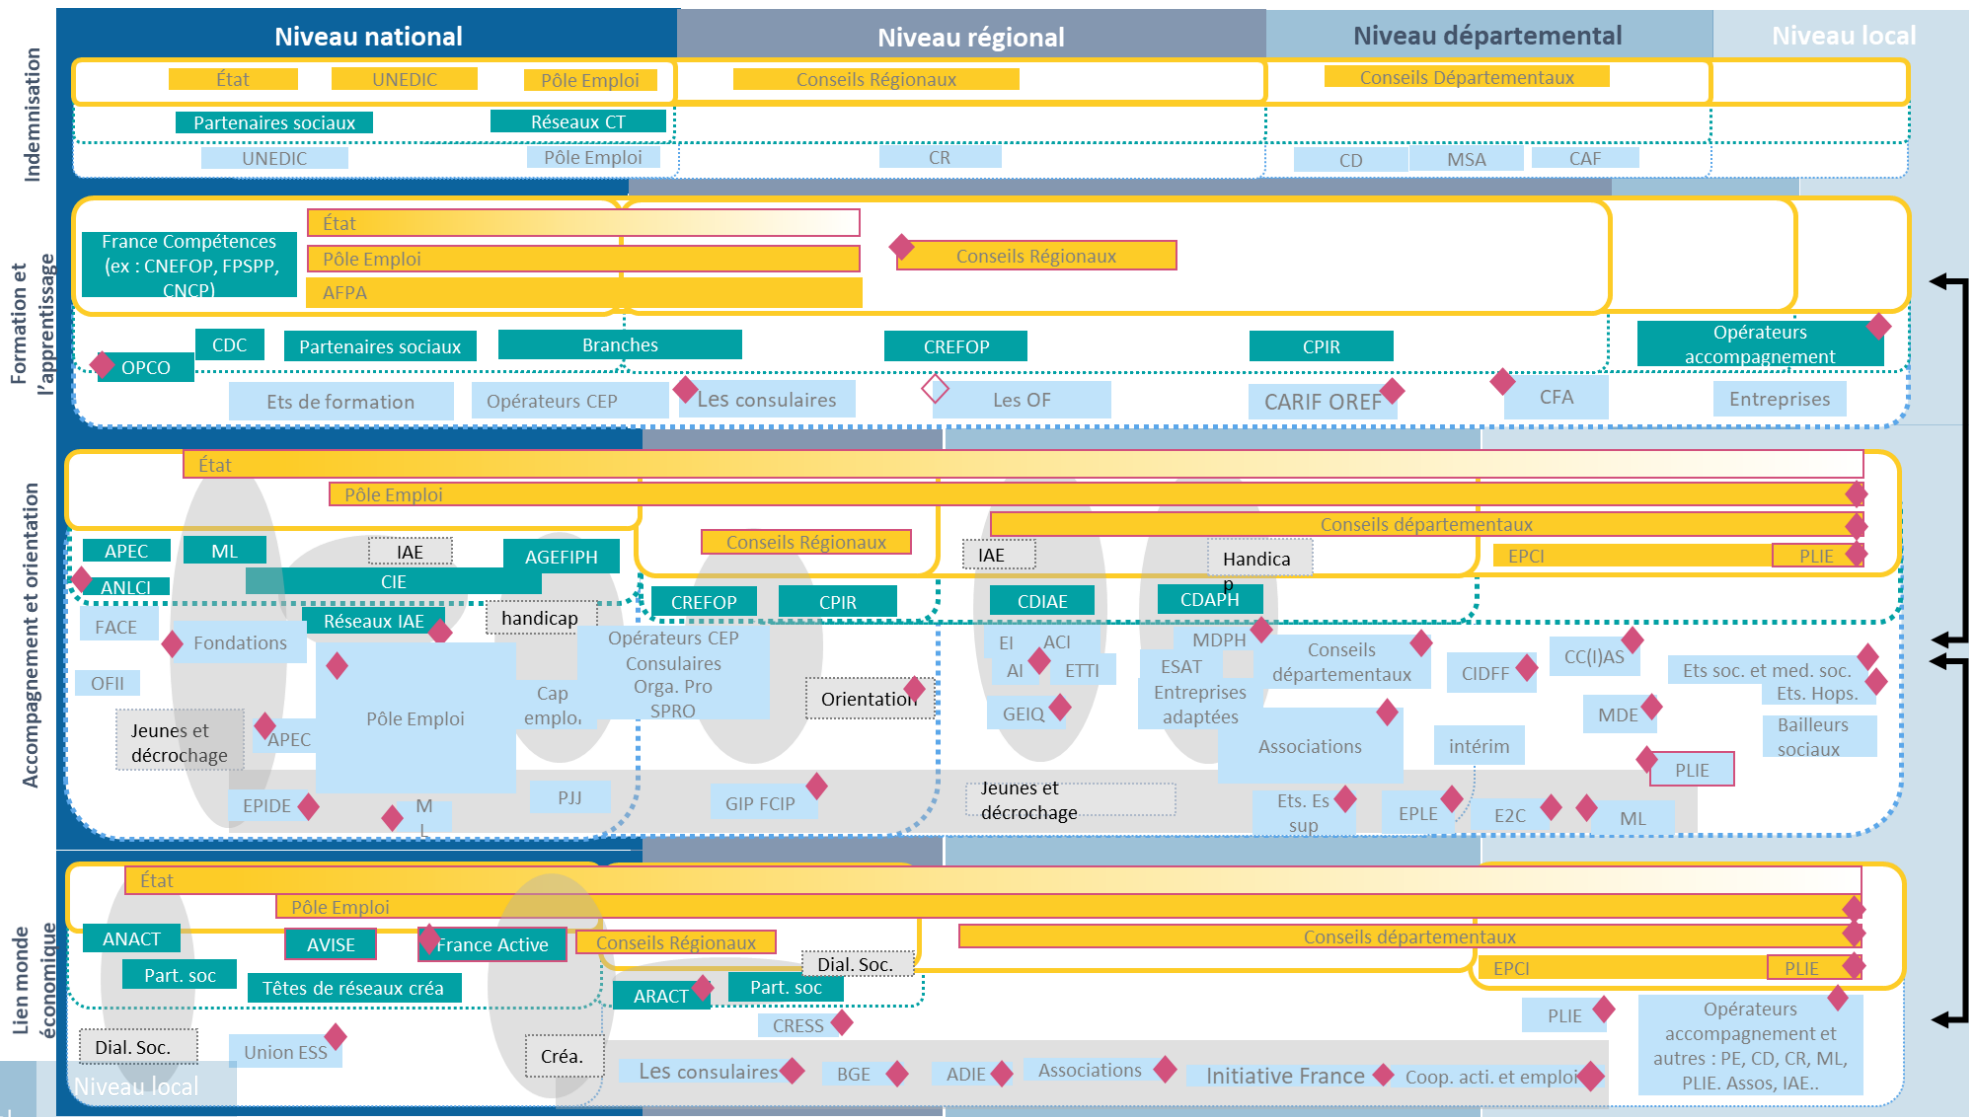 Niveau national
Niveau régional
Niveau départemental
Niveau local
Indemnisation
État
UNEDIC
Pôle Emploi
Conseils Régionaux
Conseils Départementaux
Partenaires sociaux
Réseaux CT
UNEDIC
Pôle Emploi
CR
CD
MSA
CAF
Formation et
l'apprentissage
France Compétences
(ex : CNEFOP, FPSPP,
CNCP)
État
Pôle Emploi
AFPA
Conseils Régionaux
OPCO
CDC
Partenaires sociaux
Branches
CREFOP
CPIR
Opérateurs
accompagnement
Ets de formation
Opérateurs CEP
Les consulaires
Les OF
CARIF OREF
CFA
Entreprises
Accompagnement et orientation
État
Pôle Emploi
Conseils départementaux
Conseils Régionaux
EPCI
PLIE
APEC
ML
IAE
AGEFIPH
IAE
Handica
p
ANLCI
CIE
CREFOP
CPIR
CDIAE
CDAPH
Réseaux IAE
handicap
FACE
Fondations
Opérateurs CEP
Consulaires
Orga. Pro
SPRO
EI
ACI
AI
ETTI
GEIQ
MDPH
ESAT
Entreprises
adaptées
Conseils
départementaux
CIDFF
CC(I)AS
Ets soc. et med. soc.
Ets. Hops.
OFII
Pôle Emploi
Cap
emploi
Orientation
Jeunes et
décrochage
APEC
Associations
intérim
MDE
Bailleurs
sociaux
PLIE
EPIDE
M
L
PJJ
GIP FCIP
Jeunes et
décrochage
Ets. Es
sup
EPLE
E2C
ML
Lien monde
économique
État
Pôle Emploi
Conseils Régionaux
Conseils départementaux
EPCI
PLIE
ANACT
AVISE
France Active
Dial. Soc.
Part. soc
Têtes de réseaux créa
ARACT
Part. soc
CRESS
PLIE
Opérateurs
accompagnement et
autres : PE, CD, CR, ML,
PLIE. Assos, IAE..
Dial. Soc.
Union ESS
Créa.
Les consulaires
BGE
ADIE
Associations
Initiative France
Coop. acti. et emploi
Niveau local